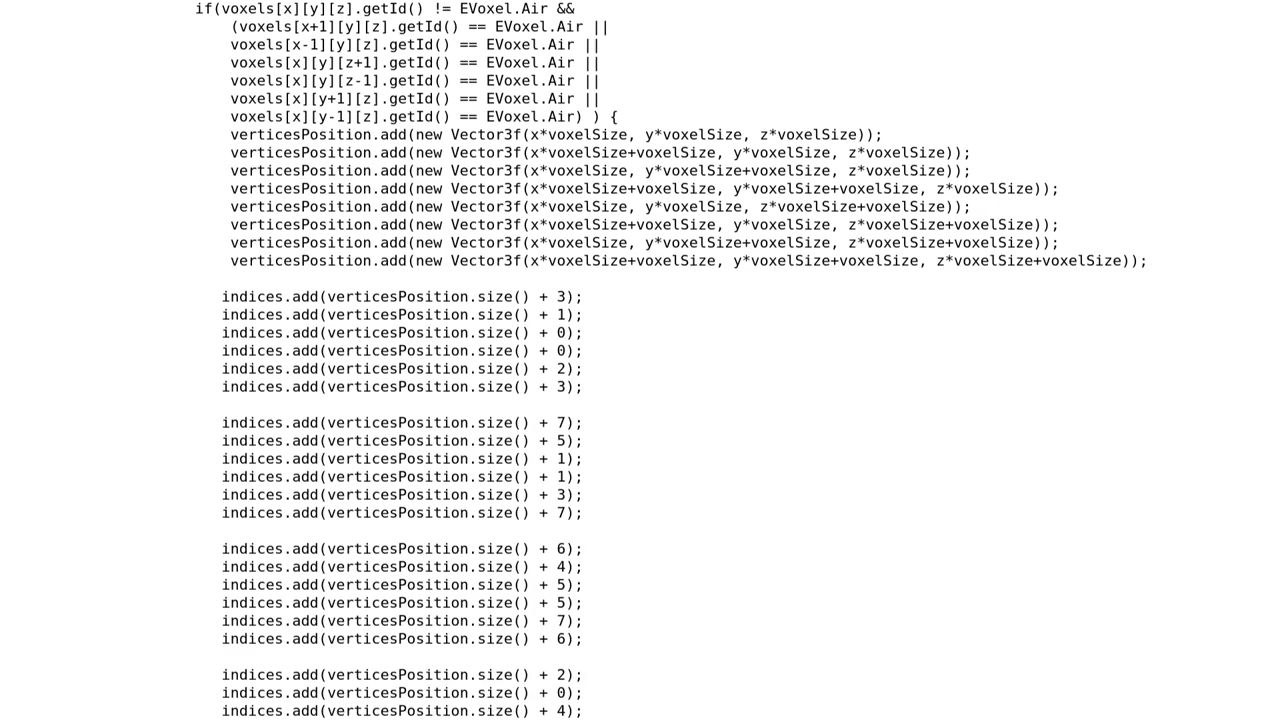 if(voxels[x][y][z].getId() != EVoxel.Air &&
(voxels[x+1][y][z].getId() == EVoxel.Air ||
voxels[x-1][y][z].getId() == EVoxel.Air ||
voxels[x][y][z+1].getId() == EVoxel.Air ||
voxels[x][y][z-1].getId() == EVoxel.Air ||
voxels[x][y+1][z].getId() == EVoxel.Air ||
voxels[x][y-1][z].getId() == EVoxel.Air) ) {
verticesPosition.add(new Vector3f(x*voxelSize, y*voxelSize, z*voxelSize));
verticesPosition.add(new Vector3f(x*voxelSize+voxelSize, y*voxelSize, z*voxelSize));
verticesPosition.add(new Vector3f(x*voxelSize, y*voxelSize+voxelSize, z*voxelSize));
verticesPosition.add(new Vector3f(x*voxelSize+voxelSize, y*voxelSize+voxelSize, z*voxelSize));
verticesPosition.add(new Vector3f(x*voxelSize, y*voxelSize, z*voxelSize+voxelSize));
verticesPosition.add(new Vector3f(x*voxelSize+voxelSize, y*voxelSize, z*voxelSize+voxelSize));
verticesPosition.add(new Vector3f(x*voxelSize, y*voxelSize+voxelSize, z*voxelSize+voxelSize));
verticesPosition.add(new Vector3f(x*voxelSize+voxelSize, y*voxelSize+voxelSize, z*voxelSize+voxelSize));
indices.add(verticesPosition.size() + 3);
indices.add(verticesPosition.size() + 1);
indices.add(verticesPosition.size() + 0);
indices.add(verticesPosition.size() + 0);
indices.add(verticesPosition.size() + 2);
indices.add(verticesPosition.size() + 3);
indices.add(verticesPosition.size() + 7);
indices.add(verticesPosition.size() + 5);
indices.add(verticesPosition.size() + 1);
indices.add(verticesPosition.size() + 1);
indices.add(verticesPosition.size() + 3);
indices.add(verticesPosition.size() + 7);
indices.add(verticesPosition.size() + 6);
indices.add(verticesPosition.size() + 4);
indices.add(verticesPosition.size() + 5);
indices.add(verticesPosition.size() + 5);
indices.add(verticesPosition.size() + 7);
indices.add(verticesPosition.size() + 6);
indices.add(verticesPosition.size() + 2);
indices.add(verticesPosition.size() + 0);
indices.add(verticesPosition.size() + 4);